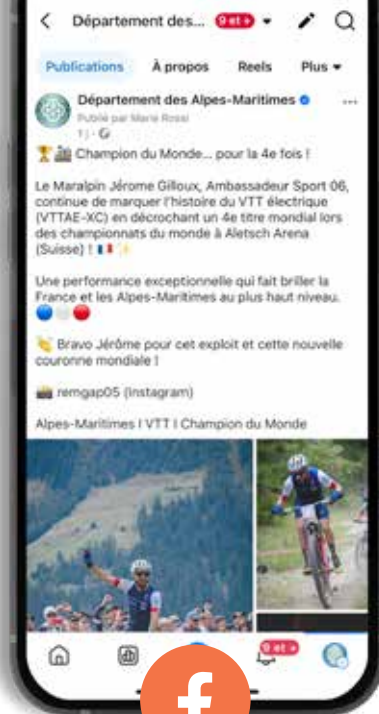 Département des... 9 et +
Publications À propos Reels Plus
Département des Alpes-Maritimes
Publié par Marie Rossi
1 j
Champion du Monde... pour la 4e fois !
Le Maralpin Jérome Gilloux, Ambassadeur Sport 06,
continue de marquer l'histoire du VTT électrique
(VTTAE-XC) en décrochant un 4e titre mondial lors
des championnats du monde à Aletsch Arena
(Suisse) !
Une performance exceptionnelle qui fait briller la
France et les Alpes-Maritimes au plus haut niveau.
Bravo Jérôme pour cet exploit et cette nouvelle
couronne mondiale !
remgap05 (Instagram)
Alpes-Maritimes I VTT I Champion du Monde
9 et +